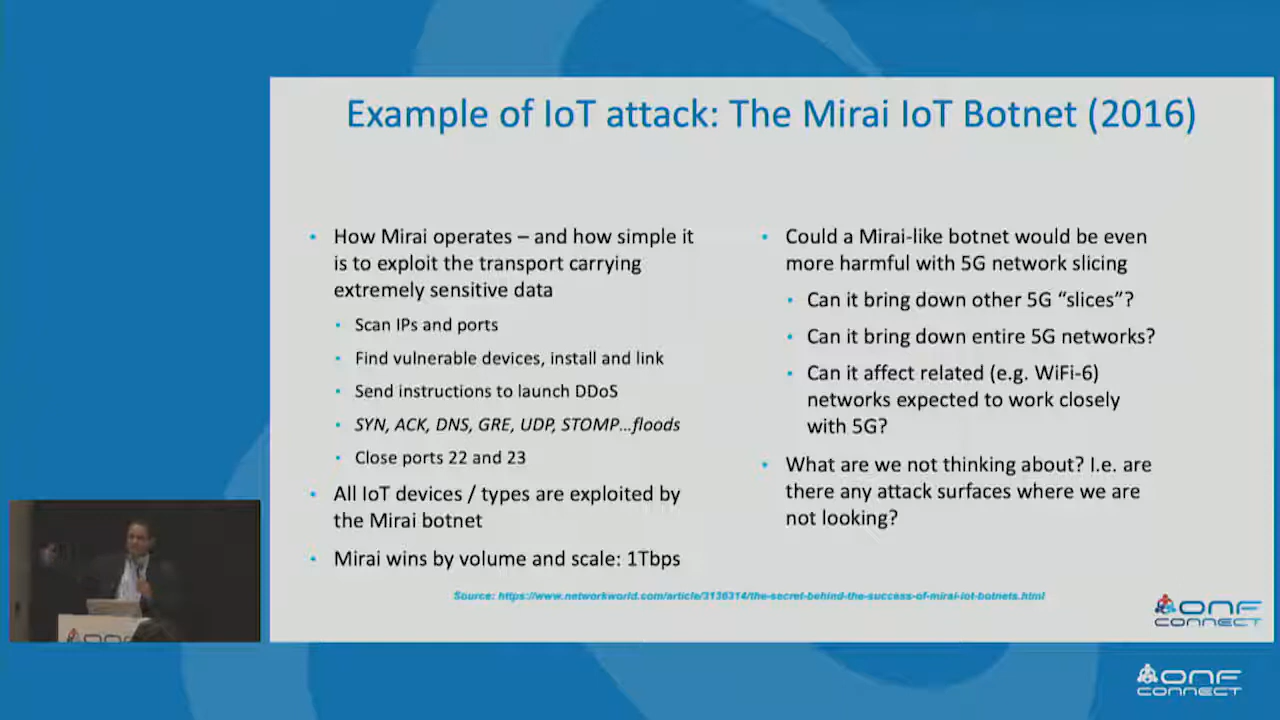 Example of IoT attack: The Mirai IoT Botnet (2016)
• How Mirai operates – and how simple it
is to exploit the transport carrying
extremely sensitive data
• Scan IPs and ports
• Find vulnerable devices, install and link
• Send instructions to launch DDoS
• SYN, ACK, DNS, GRE, UDP, STOMP...floods
• Close ports 22 and 23
• All IoT devices / types are exploited by
the Mirai botnet
• Mirai wins by volume and scale: 1Tbps
• Could a Mirai-like botnet would be even
more harmful with 5G network slicing
• Can it bring down other 5G “slices”?
• Can it bring down entire 5G networks?
• Can it affect related (e.g. WiFi-6)
networks expected to work closely
with 5G?
• What are we not thinking about? I.e. are
there any attack surfaces where we are
not looking?
Source: https://www.networkworld.com/article/3136314/the-secret-behind-the-success-of-mirai-iot-botnets.html
ONF
CONNECT
ONF
CONNECT
ONF